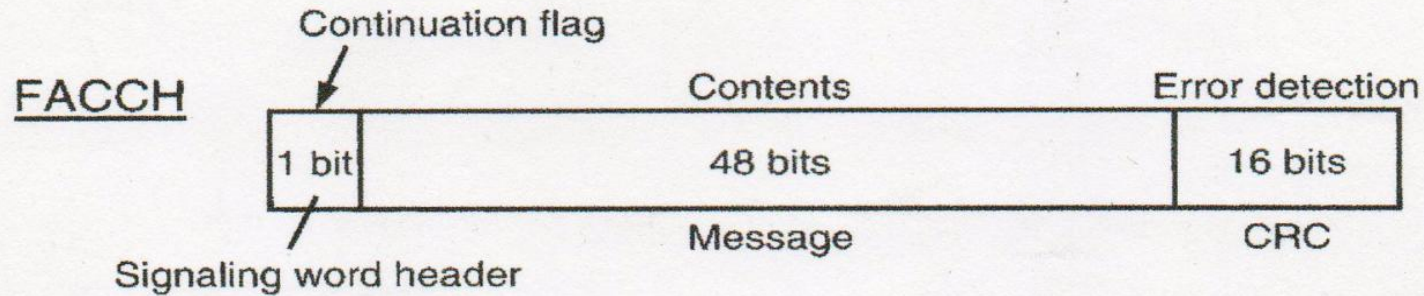 Continuation flag
FACCH
Contents
Error detection
1 bit
48 bits
16 bits
Message
CRC
Signaling word header